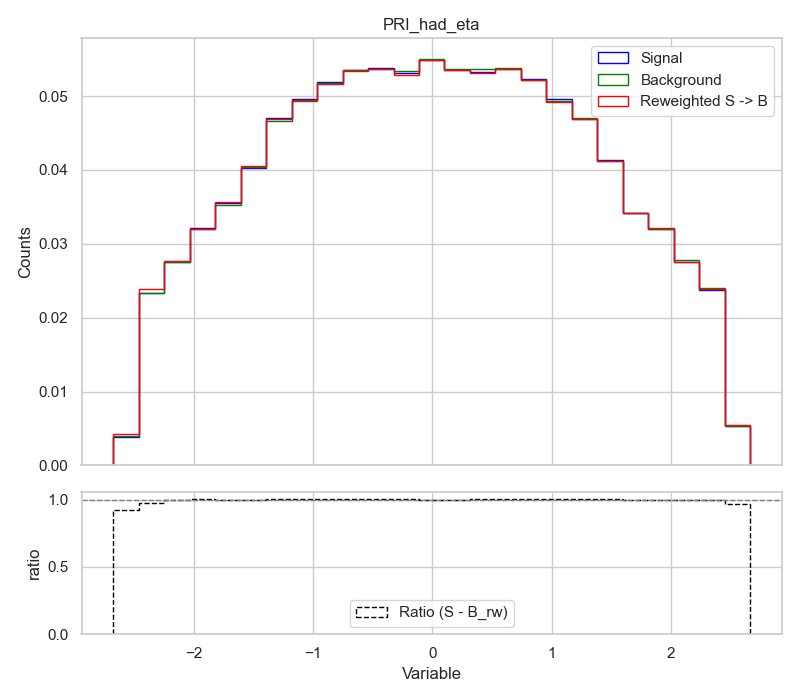 PRI_had_eta
Signal
Background
Reweighted S -> B
0.05
0.04
0.03
0.02
0.01
0.00
Counts
1.0
0.5
0.0
ratio
Ratio (S - B_rw)
−2
−1
0
1
2
Variable